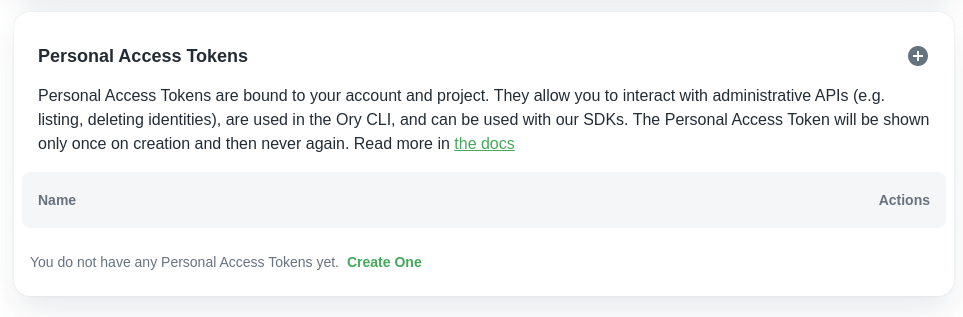 Personal Access Tokens
Personal Access Tokens are bound to your account and project. They allow you to interact with administrative APIs (e.g.
listing, deleting identities), are used in the Ory CLI, and can be used with our SDKs. The Personal Access Token will be shown
only once on creation and then never again. Read more in the docs
Name Actions
You do not have any Personal Access Tokens yet. Create One